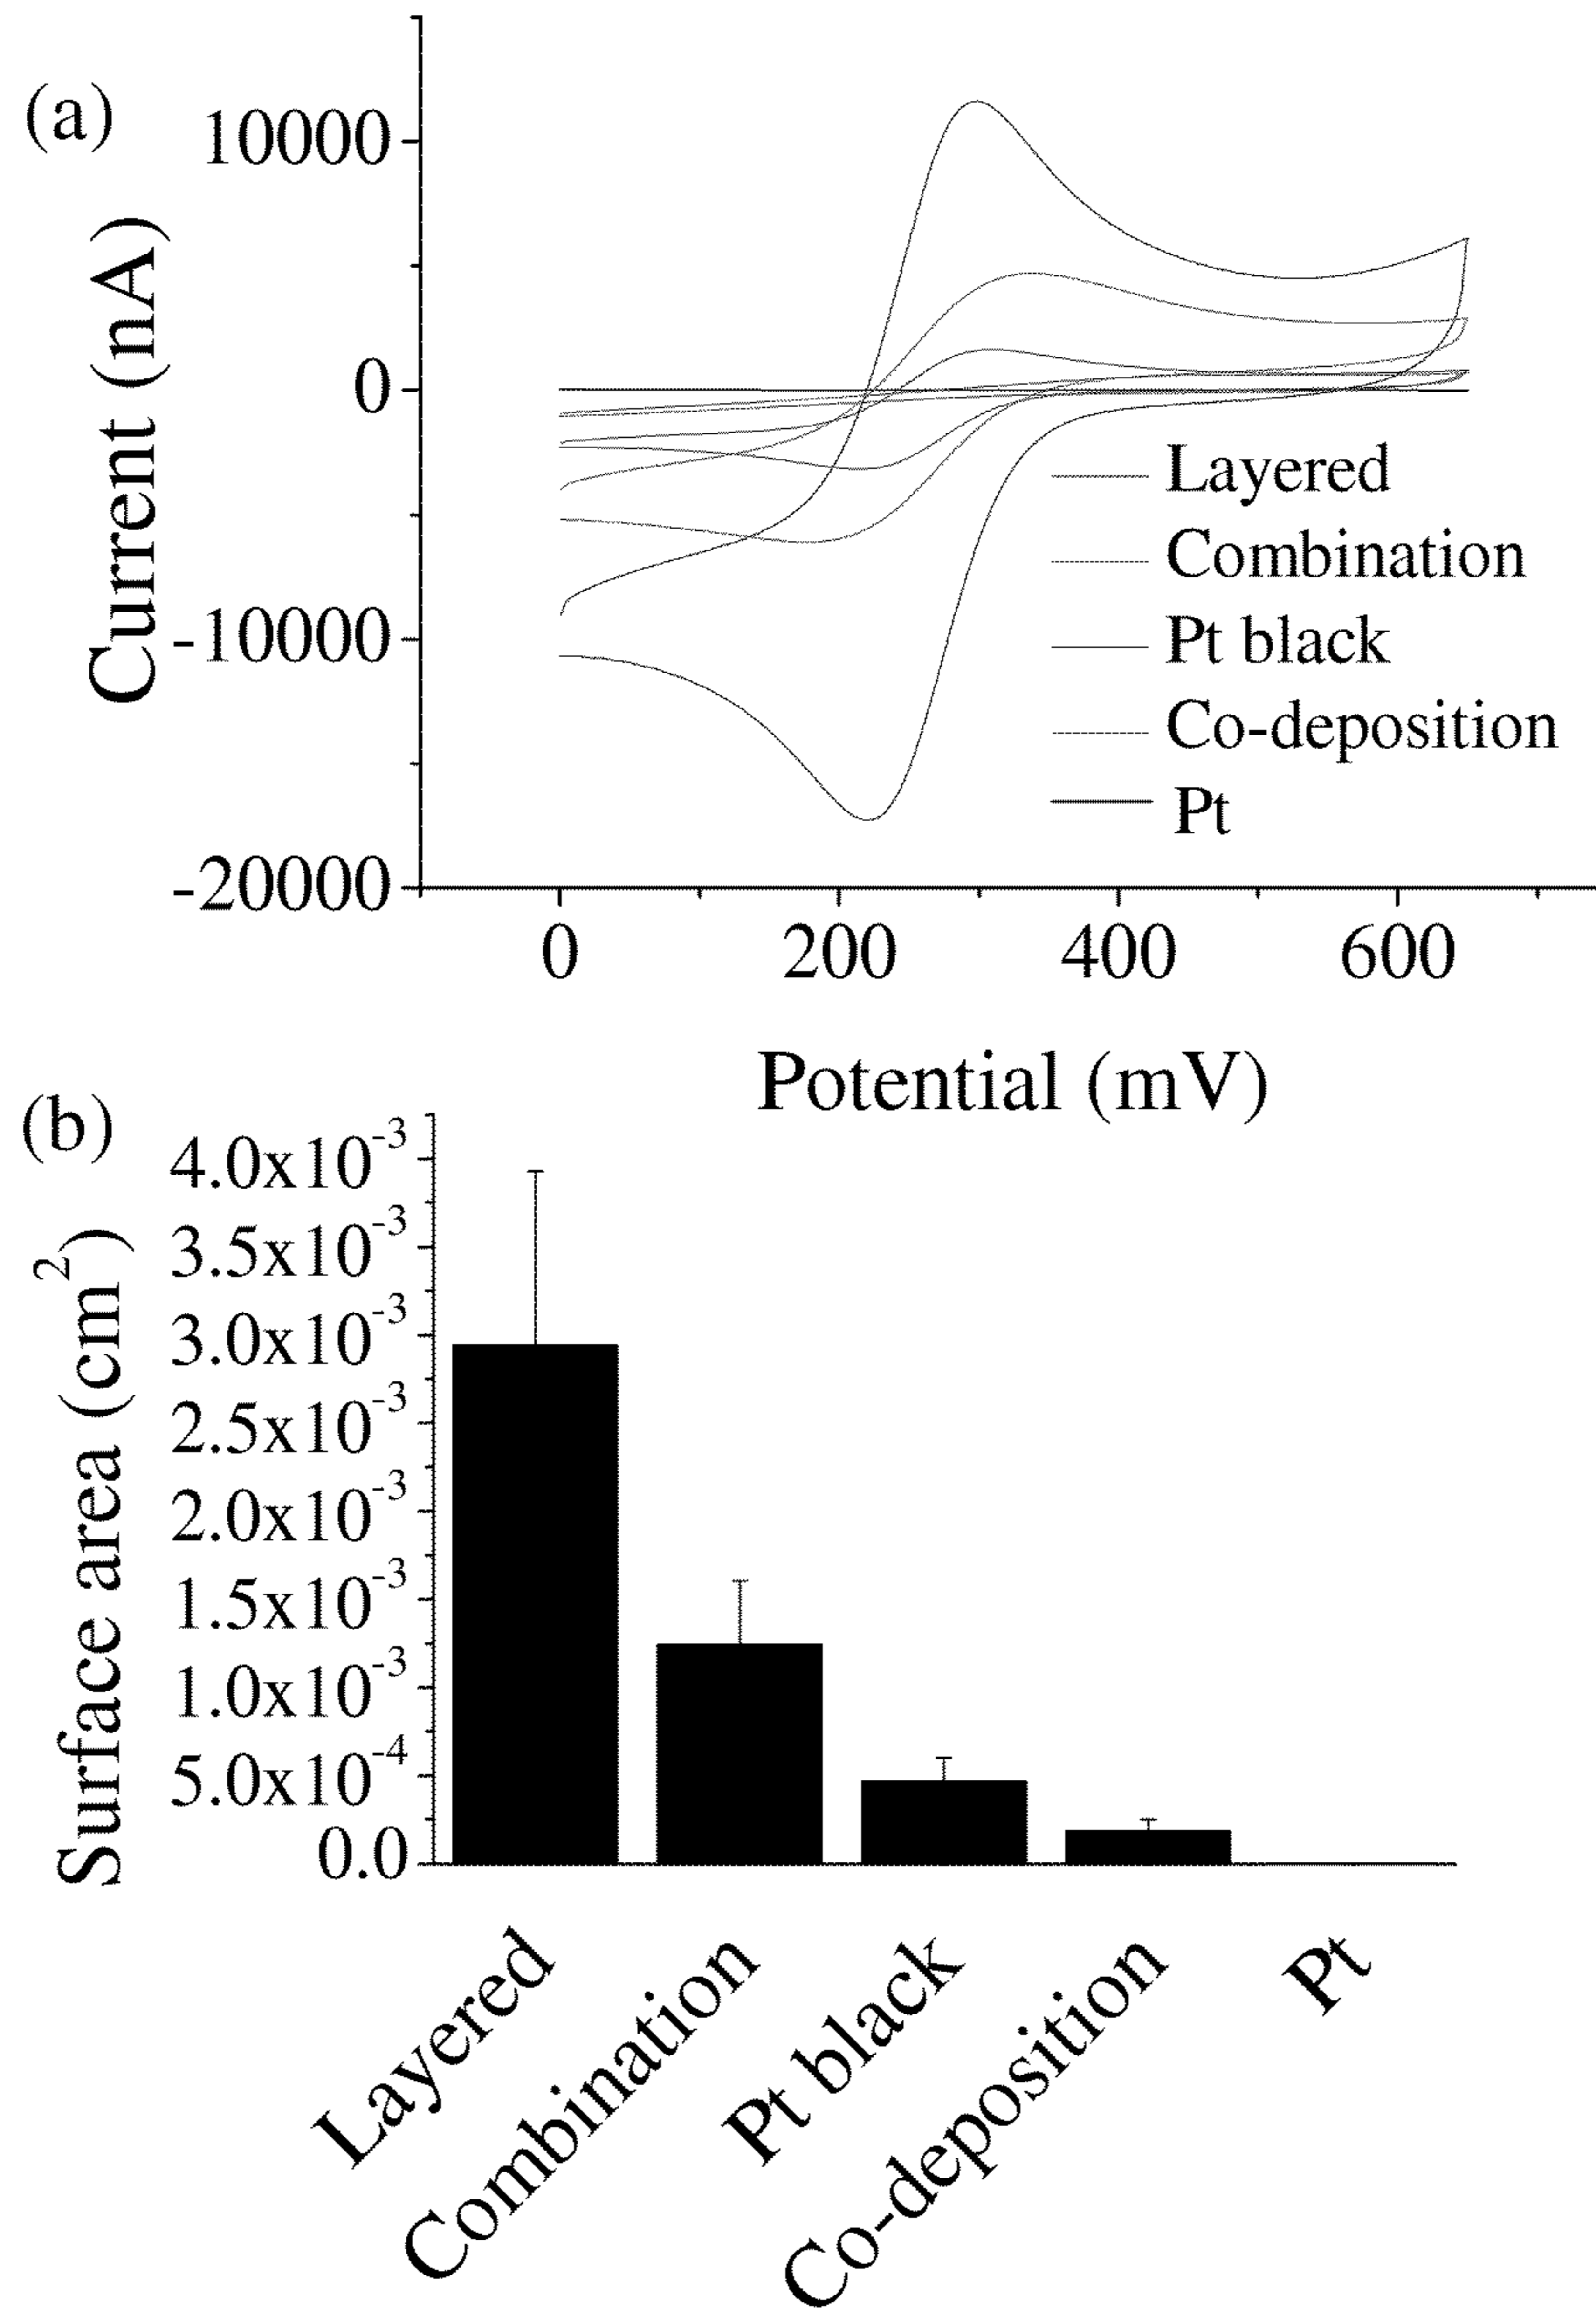 (a)
Current (nA)
10000
0
-10000
-20000
Layered
Combination
Pt black
Co-deposition
Pt
0 200 400 600
Potential (mV)
(b)
Surface area (cm²)
4.0x10⁻³
3.5x10⁻³
3.0x10⁻³
2.5x10⁻³
2.0x10⁻³
1.5x10⁻³
1.0x10⁻³
5.0x10⁻⁴
0.0
Layered
Combination
Pt black
Co-deposition
Pt